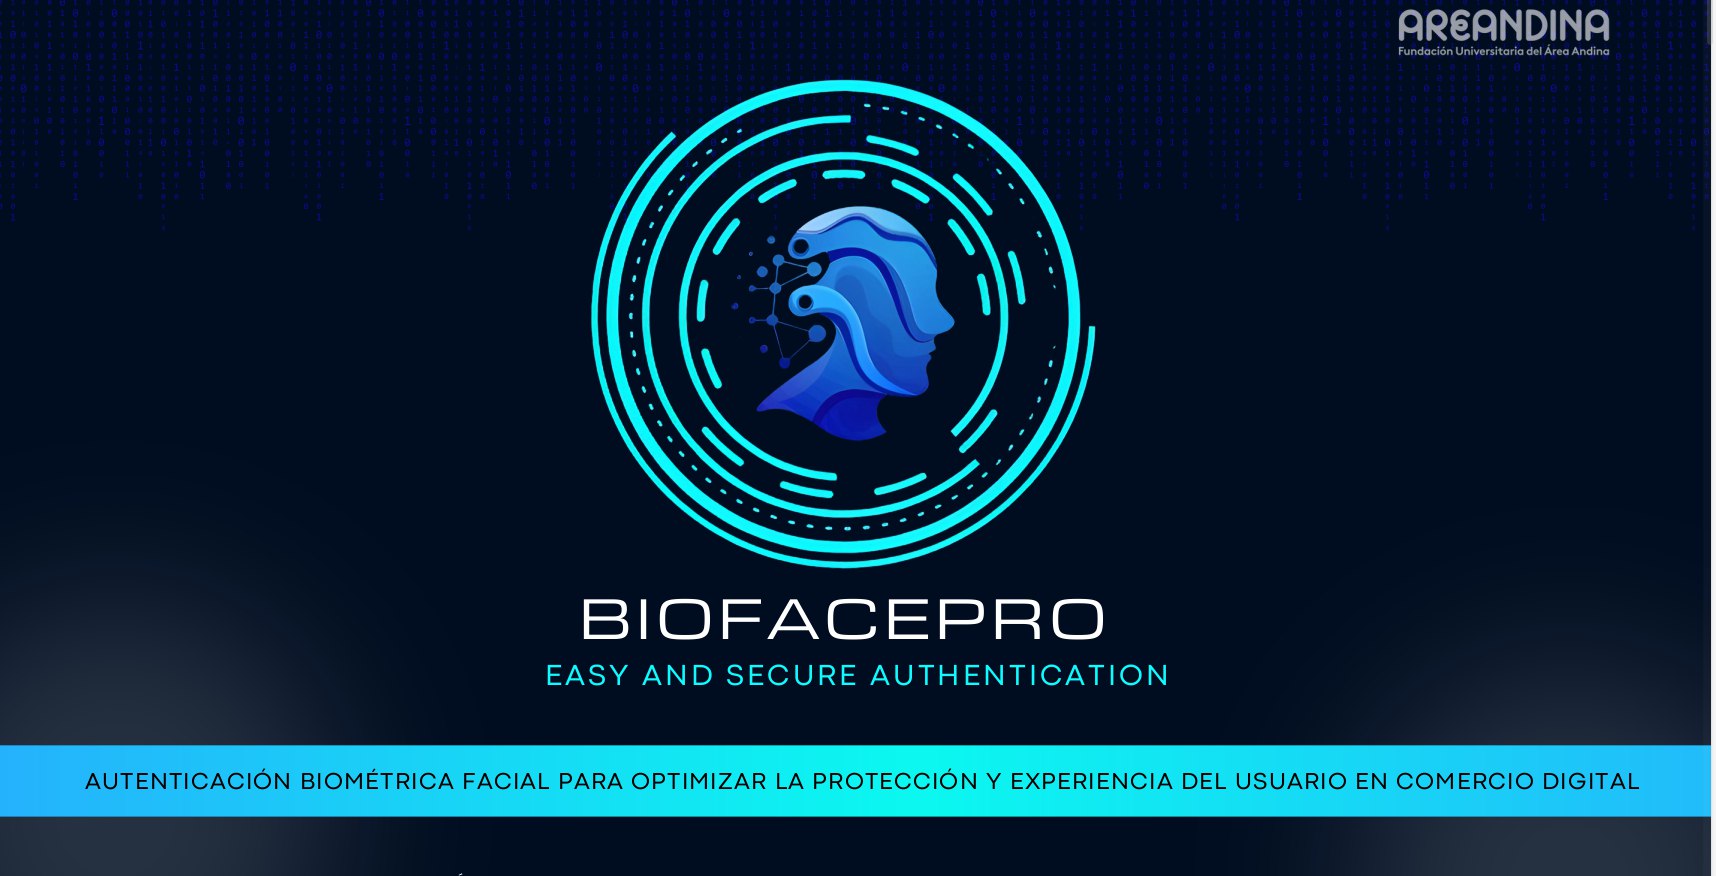 AREANDINA
Fundación Universitaria del Área Andina
BIOFACEPRO
EASY AND SECURE AUTHENTICATION
AUTENTICACIÓN BIOMÉTRICA FACIAL PARA OPTIMIZAR LA PROTECCIÓN Y EXPERIENCIA DEL USUARIO EN COMERCIO DIGITAL